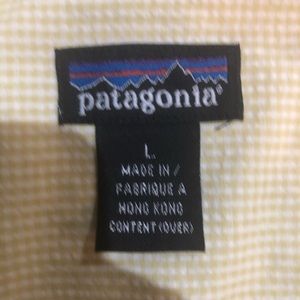 patagonia®
L
MADE IN /
FABRIQUE A
HONG KONG
CONTENT (OVER)